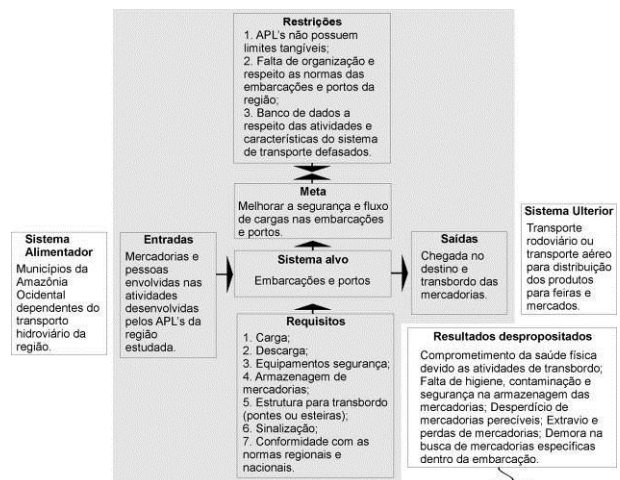 Restrições
1. APL's não possuem
limites tangíveis;
2. Falta de organização e
respeito as normas das
embarcações e portos da
região;
3. Banco de dados a
respeito das atividades e
características do sistema
de transporte defasados.
Meta
Melhorar a segurança e fluxo
de cargas nas embarcações
e portos.
Sistema
Alimentador
Municípios da
Amazônia
Ocidental
dependentes do
transporto
hidroviário da
região.
Entradas
Mercadorias e
pessoas
envolvidas nas
atividades
desenvolvidas
pelos APL's da
região
estudada.
Sistema alvo
Embarcações e portos
Saídas
Chegada no
destino e
transbordo das
mercadorias.
Sistema Ulterior
Transporte
rodoviário ou
transporte aéreo
para distribuição
dos produtos
para feiras e
mercados.
Requisitos
1. Carga;
2. Descarga;
3. Equipamentos segurança;
4. Armazenagem de
mercadorias;
5. Estrutura para transbordo
(pontes ou esteiras);
6. Sinalização;
7. Conformidade com as
normas regionais e
nacionais.
Resultados despropositados
Comprometimento da saúde física
devido as atividades de transbordo;
Falta de higiene, contaminação e
segurança na armazenagem das
mercadorias; Desperdício de
mercadorias perecíveis; Extravio e
perdas de mercadorias; Demora na
busca de mercadorias específicas
dentro da embarcação.